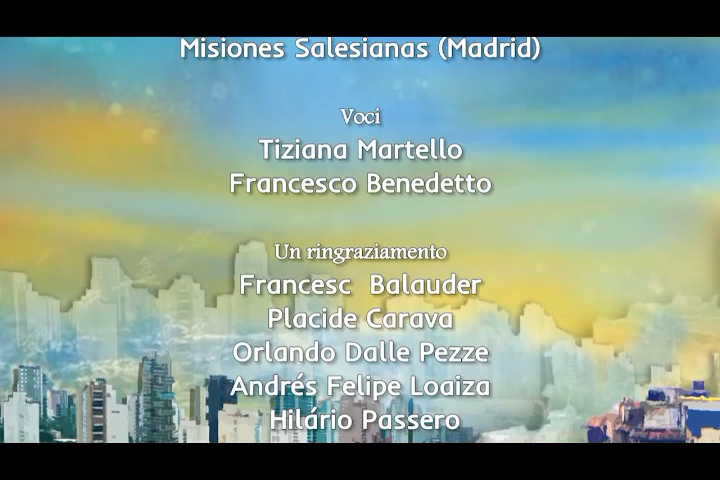 Misiones Salesianas (Madrid)
Voci
Tiziana Martello
Francesco Benedetto
Un ringraziamento
Francesc Balauder
Placide Carava
Orlando Dalle Pezze
Andrés Felipe Loaiza
Hilário Passero